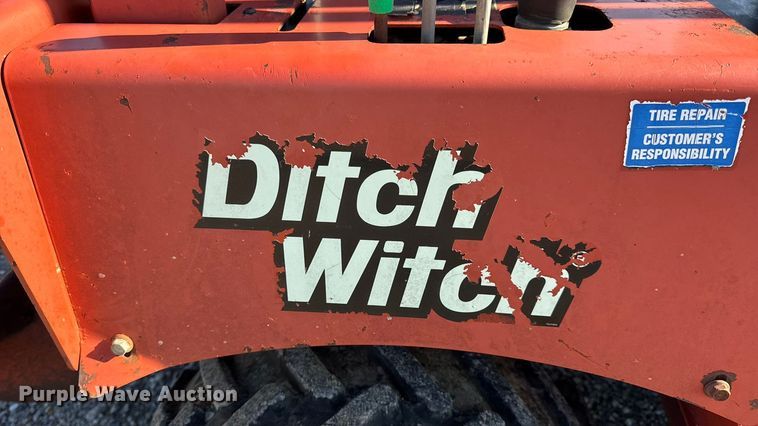 TIRE REPAIR
CUSTOMER'S
RESPONSIBILITY
Ditch
Witch®
Purple Wave Auction